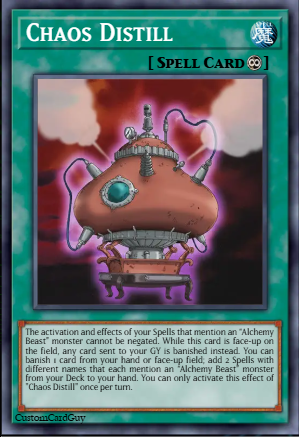 CHAOS DISTILL
[ SPELL CARD ]
The activation and effects of your Spells that mention an "Alchemy
Beast" monster cannot be negated. While this card is face-up on
the field, any card sent to your GY is banished instead. You can
banish 1 card from your hand or face-up field; add 2 Spells with
different names that each mention an "Alchemy Beast" monster
from your Deck to your hand. You can only activate this effect of
"Chaos Distill" once per turn.
CustomCardGuy